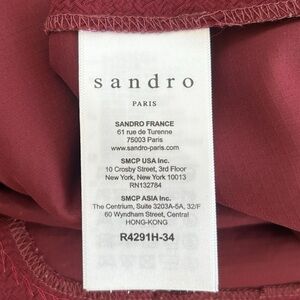 sandro
PARIS
SANDRO FRANCE
61 rue de Turenne
75003 Paris
www.sandro-paris.com
SMCP USA Inc.
10 Crosby Street, 3rd Floor
New York, New York 10013
RN132784
SMCP ASIA Inc.
The Centrium, Suite 3203A-5A, 32/F
60 Wyndham Street, Central
HONG-KONG
R4291H-34